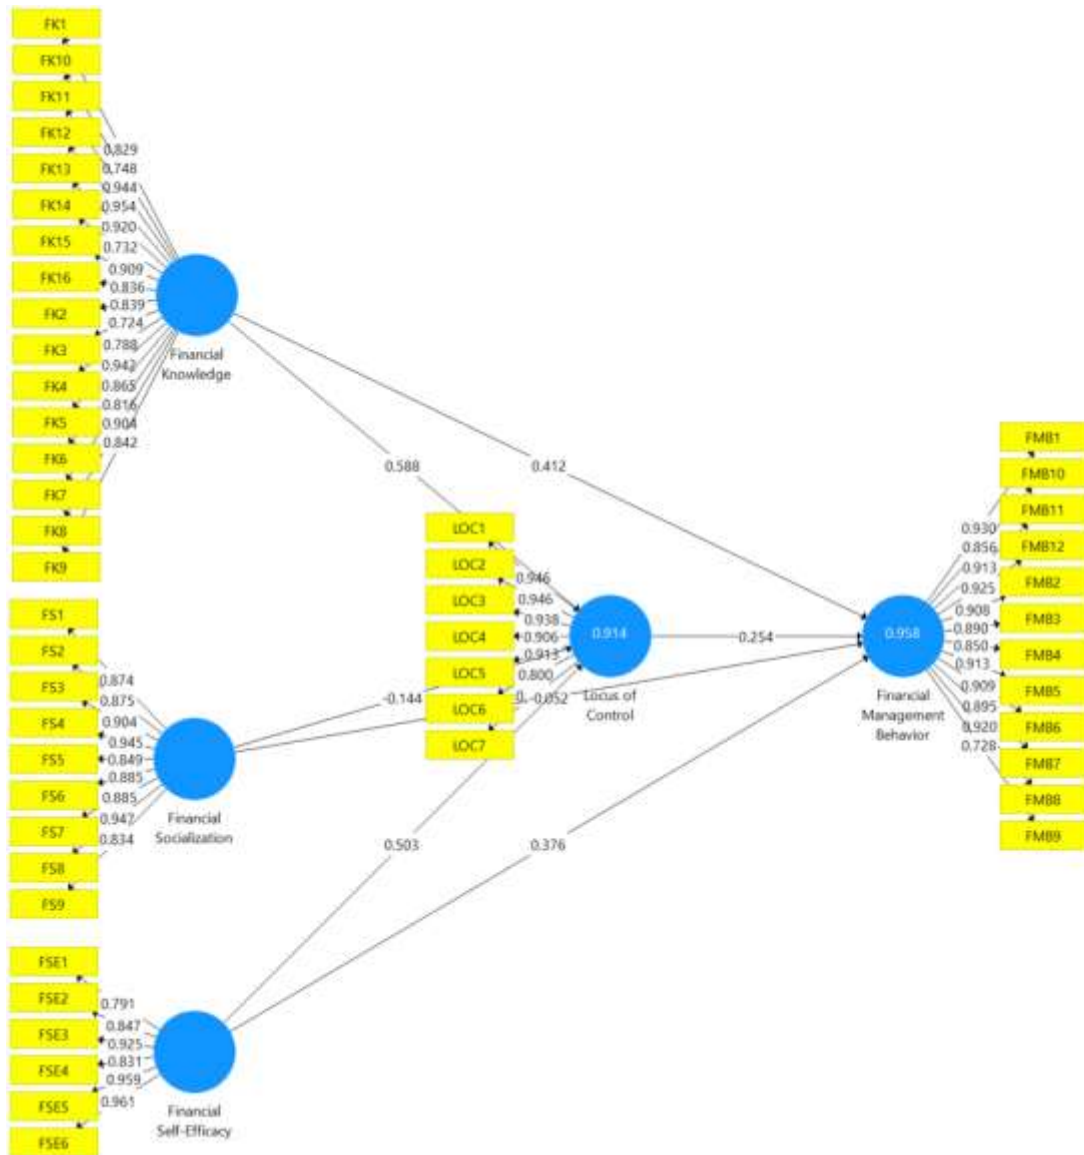 FK1
FK10
FK11
FK12
FK13
FK14
FK15
FK16
FK2
FK3
FK4
FK5
FK6
FK7
FK8
FK9
0.829
0.748
0.944
0.954
0.920
0.732
0.909
0.836
0.839
0.724
0.788
0.942
0.865
0.816
0.904
0.842
Financial
Knowledge
0.588
0.412
LOC1
LOC2
LOC3
LOC4
LOC5
LOC6
LOC7
0.946
0.946
0.938
0.906
0.913
0.800
0.914
Locus of
Control
0.254
-0.144
-0.052
0.958
Financial
Management
Behavior
FMB1
FMB10
FMB11
FMB12
FMB2
FMB3
FMB4
FMB5
FMB6
FMB7
FMB8
FMB9
0.930
0.856
0.913
0.925
0.908
0.890
0.850
0.913
0.909
0.895
0.920
0.728
FS1
FS2
FS3
FS4
FS5
FS6
FS7
FS8
FS9
0.874
0.875
0.904
0.945
0.849
0.885
0.885
0.947
0.834
Financial
Socialization
0.503
0.376
FSE1
FSE2
FSE3
FSE4
FSE5
FSE6
0.791
0.847
0.925
0.831
0.959
0.961
Financial
Self-Efficacy